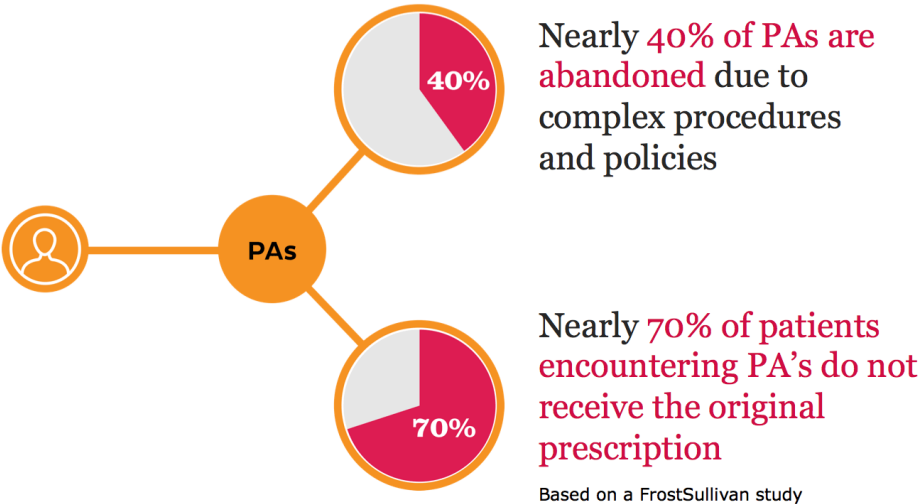 40%
Nearly 40% of PAs are
abandoned due to
complex procedures
and policies
PAs
70%
Nearly 70% of patients
encountering PA’s do not
receive the original
prescription
Based on a FrostSullivan study